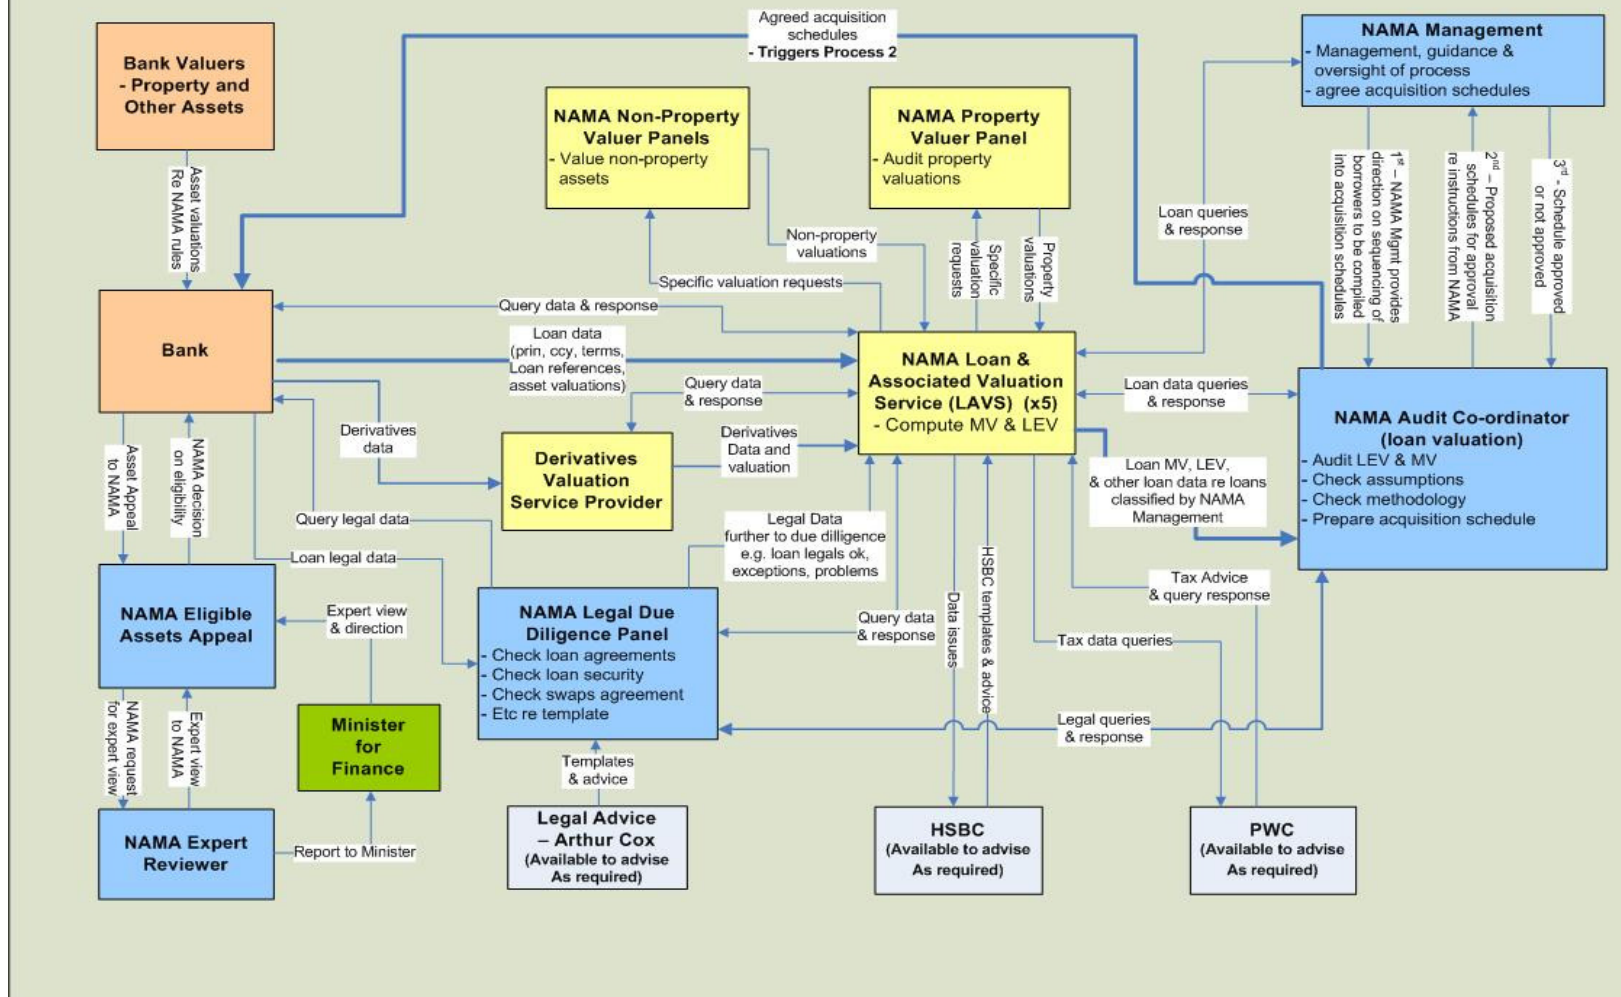 Agreed acquisition
schedules
- Triggers Process 2
Bank Valuers
- Property and
Other Assets
NAMA Non-Property
Valuer Panels
- Value non-property
assets
NAMA Property
Valuer Panel
- Audit property
valuations
NAMA Management
- Management, guidance &
oversight of process
- agree acquisition schedules
Asset valuations
Re NAMA rules
Non-property
valuations
Specific valuation requests
Specific
valuation
requests
Property
valuations
Loan queries
& response
1st – NAMA Mgmt provides
direction on sequencing of
borrowers to be compiled
into acquisition schedules
2nd – Proposed acquisition
schedules for approval
re instructions from NAMA
3rd - Schedule approved
or not approved
Bank
Query data & response
Loan data
(prin, ccy, terms,
Loan references,
asset valuations)
Query data
& response
NAMA Loan &
Associated Valuation
Service (LAVS) (x5)
- Compute MV & LEV
Loan data queries
& response
NAMA Audit Co-ordinator
(loan valuation)
- Audit LEV & MV
- Check assumptions
- Check methodology
- Prepare acquisition schedule
Derivatives
data
Derivatives
Valuation
Service Provider
Derivatives
Data and
valuation
Loan MV, LEV,
& other loan data re loans
classified by NAMA
Management
Asset Appeal
to NAMA
NAMA decision
on eligibility
Query legal data
Loan legal data
Legal Data
further to due dilligence
e.g. loan legals ok,
exceptions, problems
NAMA Eligible
Assets Appeal
Expert view
& direction
NAMA Legal Due
Diligence Panel
- Check loan agreements
- Check loan security
- Check swaps agreement
- Etc re template
Query data
& response
Data issues
HSBC templates & advice
Tax Advice
& query response
Tax data queries
Legal queries
& response
NAMA request
for expert view
Expert view
to NAMA
Minister
for
Finance
Templates
& advice
NAMA Expert
Reviewer
Report to Minister
Legal Advice
– Arthur Cox
(Available to advise
As required)
HSBC
(Available to advise
As required)
PWC
(Available to advise
As required)